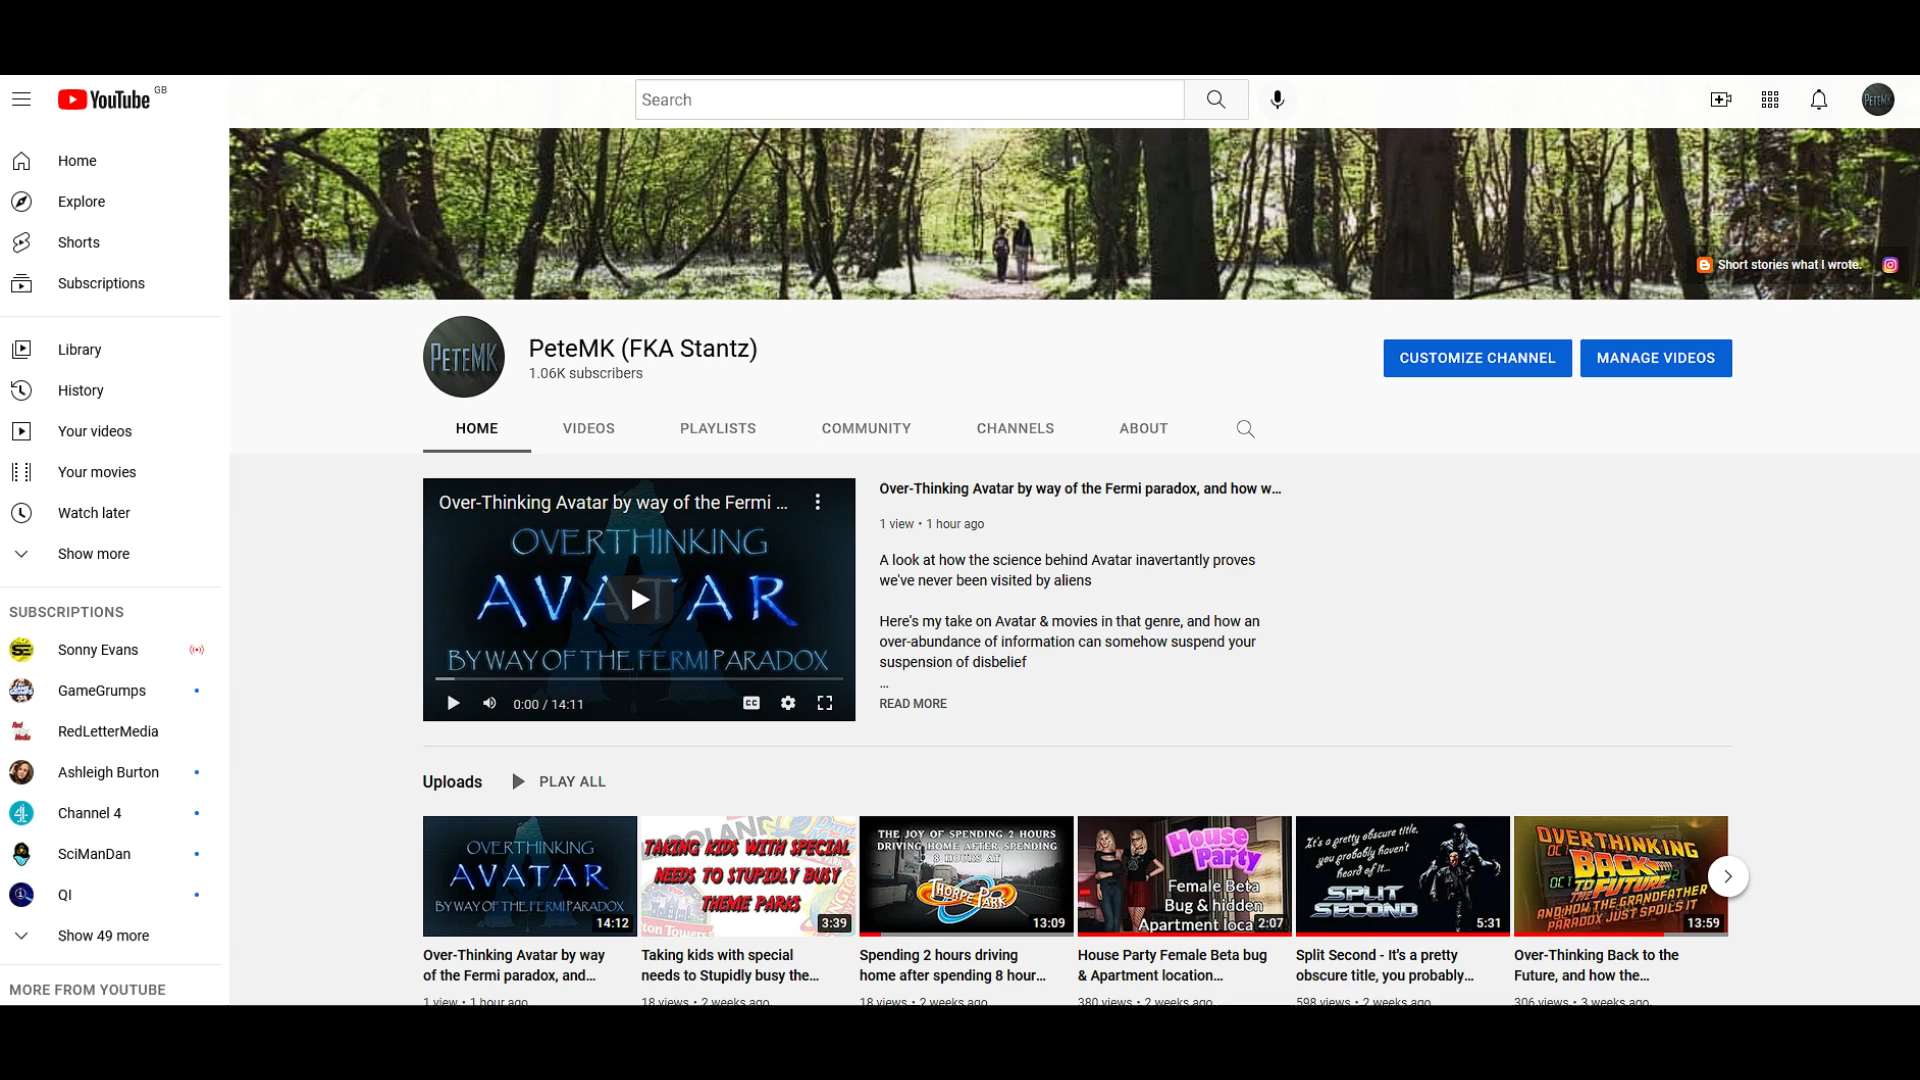 YouTube GB
Search
PETEMK
Home
Explore
Shorts
Subscriptions
Library
History
Your videos
Your movies
Watch later
Show more
SUBSCRIPTIONS
Sonny Evans
GameGrumps
RedLetterMedia
Ashleigh Burton
Channel 4
SciManDan
QI
Show 49 more
MORE FROM YOUTUBE
Short stories what I wrote.
PETEMK
PeteMK (FKA Stantz)
1.06K subscribers
CUSTOMIZE CHANNEL
MANAGE VIDEOS
HOME
VIDEOS
PLAYLISTS
COMMUNITY
CHANNELS
ABOUT
Over-Thinking Avatar by way of the Fermi ...
OVERTHINKING
AVATAR
BY WAY OF THE FERMI PARADOX
0:00 / 14:11
CC
Over-Thinking Avatar by way of the Fermi paradox, and how w...
1 view • 1 hour ago
A look at how the science behind Avatar inavertantly proves
we've never been visited by aliens
Here's my take on Avatar & movies in that genre, and how an
over-abundance of information can somehow suspend your
suspension of disbelief
...
READ MORE
Uploads
PLAY ALL
OVERTHINKING
AVATAR
BY WAY OF THE FERMI PARADOX
14:12
Over-Thinking Avatar by way
of the Fermi paradox, and...
1 view • 1 hour ago
TAKING KIDS WITH SPECIAL
NEEDS TO STUPIDLY BUSY
THEME PARKS
3:39
Taking kids with special
needs to Stupidly busy the...
18 views • 2 weeks ago
THE JOY OF SPENDING 2 HOURS
DRIVING HOME AFTER SPENDING
8 HOURS AT
THORPE PARK
13:09
Spending 2 hours driving
home after spending 8 hour...
18 views • 2 weeks ago
House
Party
Female Beta
Bug & hidden
Apartment loca
2:07
House Party Female Beta bug
& Apartment location...
380 views • 2 weeks ago
It's a pretty obscure title,
you probably haven't
heard of it...
SPLIT
SECOND
5:31
Split Second - It's a pretty
obscure title, you probably...
598 views • 2 weeks ago
OVERTHINKING
BACK
TO THE
FUTURE
AND HOW THE GRANDFATHER
PARADOX JUST SPOILS IT
13:59
Over-Thinking Back to the
Future, and how the...
306 views • 3 weeks ago